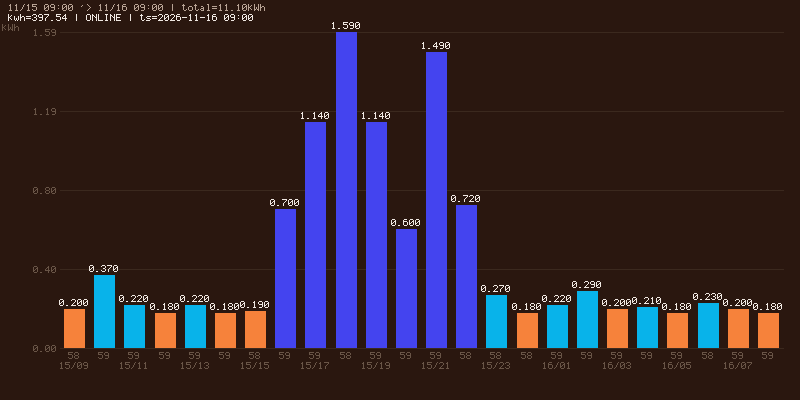 11/15 09:00 -> 11/16 09:00 | total=11.10kWh
Kwh=397.54 | ONLINE | ts=2026-11-16 09:00
kWh
1.59
1.19
0.80
0.40
0.00
0.200 0.370 0.220 0.180 0.220 0.180 0.190 0.700 1.140 1.590 1.140 0.600 1.490 0.720 0.270 0.180 0.220 0.290 0.200 0.210 0.180 0.230 0.200 0.180
58 59 59 59 59 59 58 59 59 58 59 59 59 58 58 58 59 59 59 59 59 58 59 59
15/09 15/11 15/13 15/15 15/17 15/19 15/21 15/23 16/01 16/03 16/05 16/07